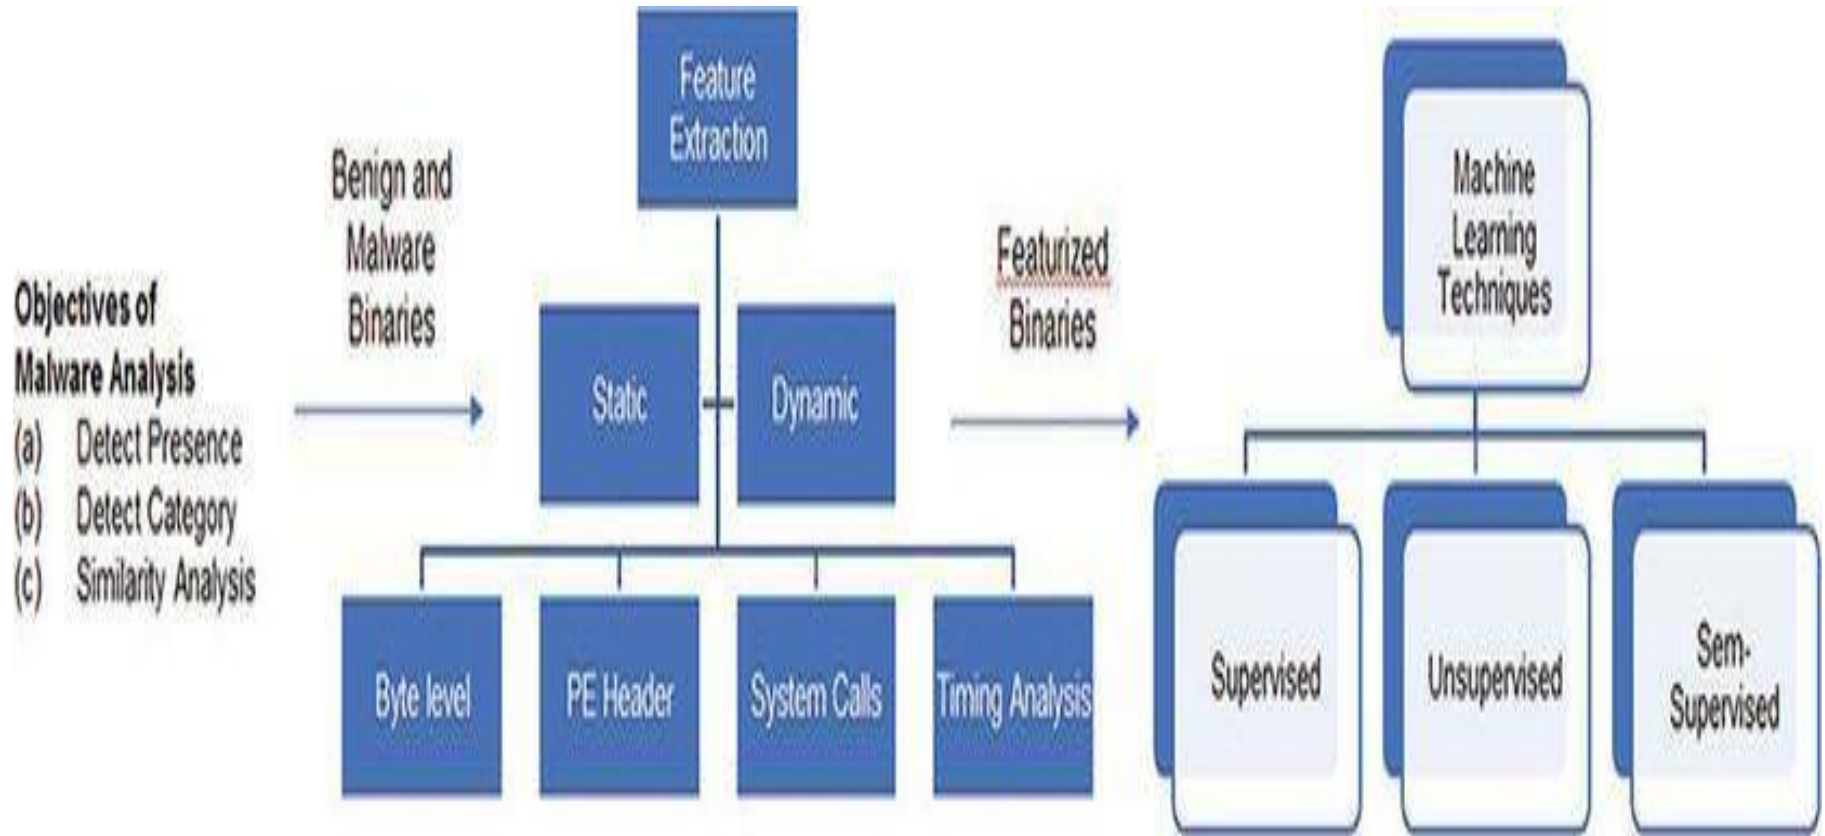 Objectives of
Malware Analysis
(a) Detect Presence
(b) Detect Category
(c) Similarity Analysis
Benign and
Malware
Binaries
Feature
Extraction
Static
Dynamic
Byte level
PE Header
System Calls
Timing Analysis
Featurized
Binaries
Machine
Learning
Techniques
Supervised
Unsupervised
Sem-
Supervised